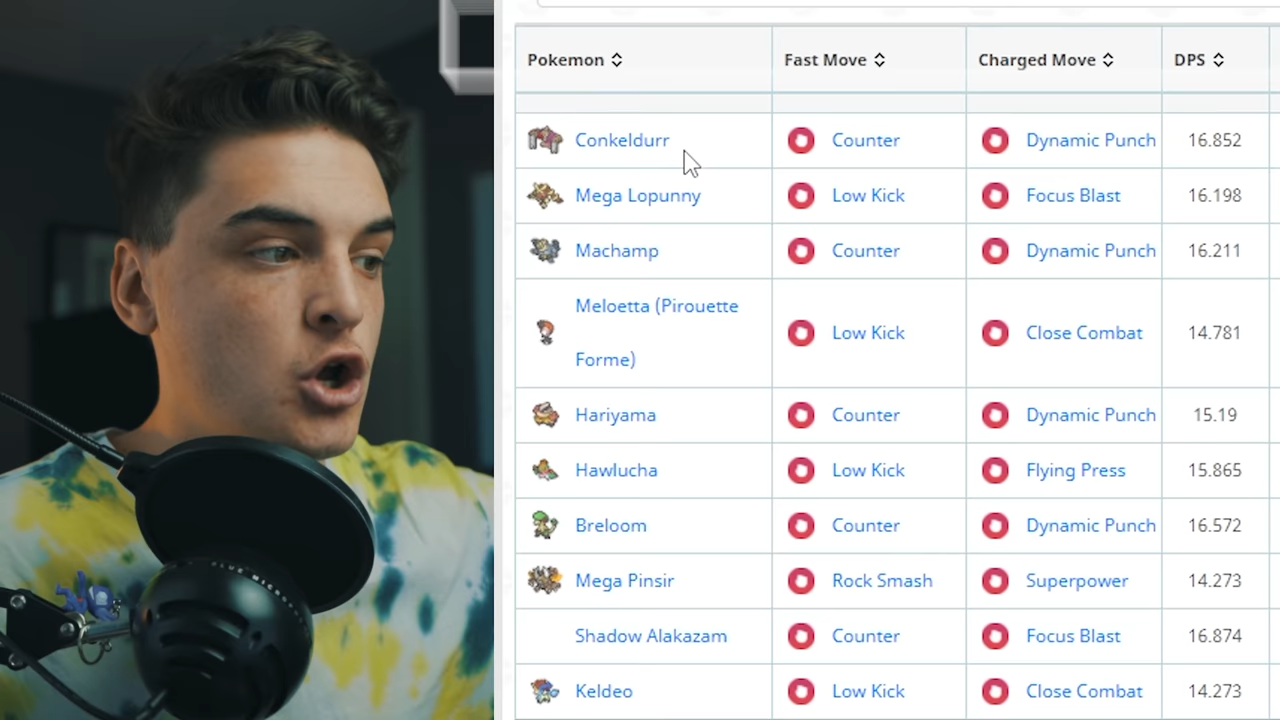 Pokemon Fast Move Charged Move DPS
Conkeldurr Counter Dynamic Punch 16.852
Mega Lopunny Low Kick Focus Blast 16.198
Machamp Counter Dynamic Punch 16.211
Meloetta (Pirouette
Forme) Low Kick Close Combat 14.781
Hariyama Counter Dynamic Punch 15.19
Hawlucha Low Kick Flying Press 15.865
Breloom Counter Dynamic Punch 16.572
Mega Pinsir Rock Smash Superpower 14.273
Shadow Alakazam Counter Focus Blast 16.874
Keldeo Low Kick Close Combat 14.273